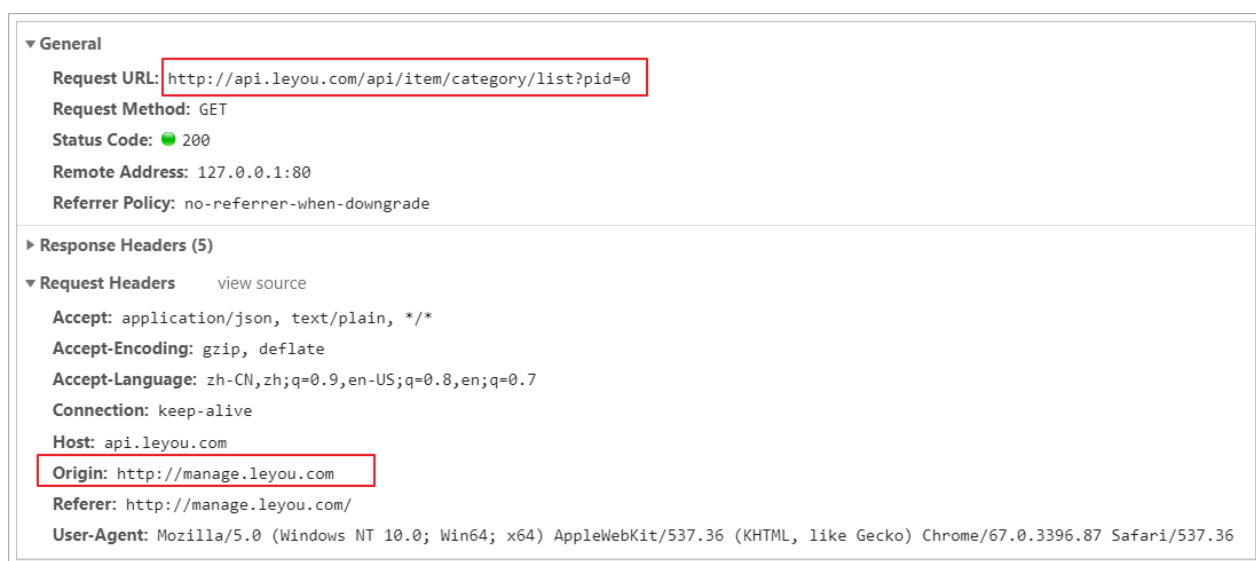 General
Request URL: http://api.leyou.com/api/item/category/list?pid=0
Request Method: GET
Status Code: 200
Remote Address: 127.0.0.1:80
Referrer Policy: no-referrer-when-downgrade
Response Headers (5)
Request Headers view source
Accept: application/json, text/plain, */*
Accept-Encoding: gzip, deflate
Accept-Language: zh-CN,zh;q=0.9,en-US;q=0.8,en;q=0.7
Connection: keep-alive
Host: api.leyou.com
Origin: http://manage.leyou.com
Referer: http://manage.leyou.com/
User-Agent: Mozilla/5.0 (Windows NT 10.0; Win64; x64) AppleWebKit/537.36 (KHTML, like Gecko) Chrome/67.0.3396.87 Safari/537.36